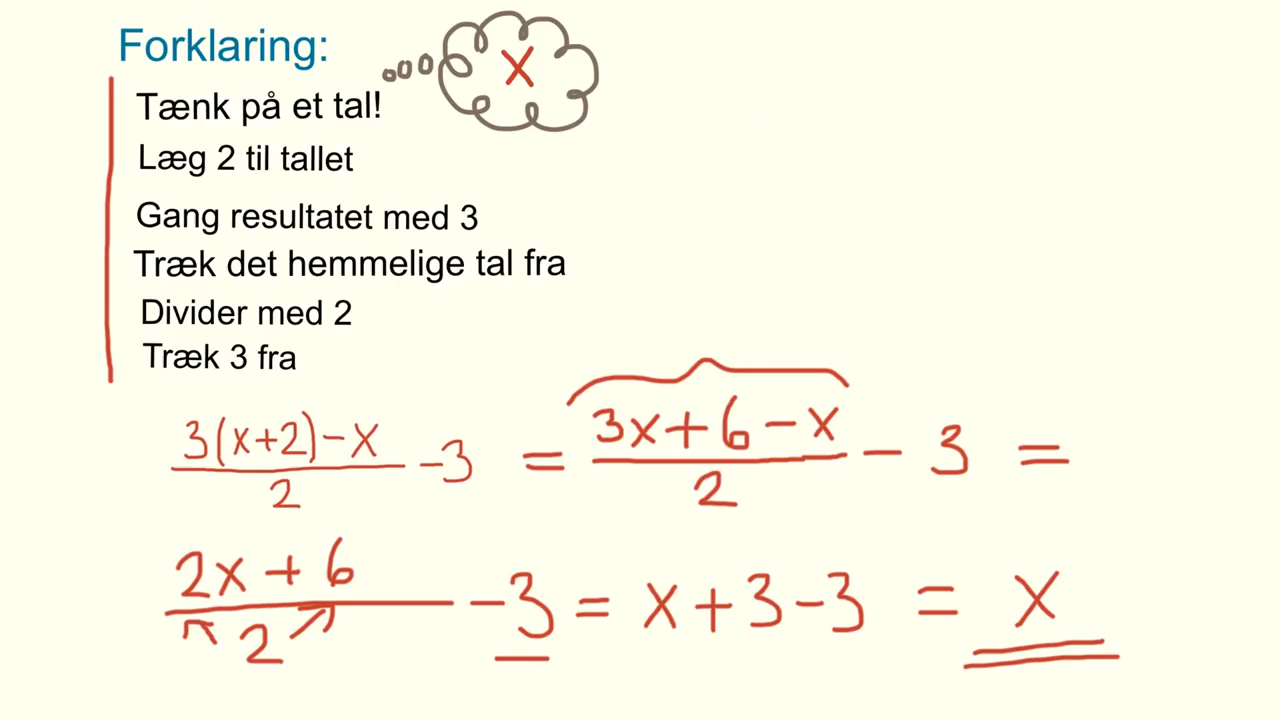 Forklaring:
X
Tænk på et tal!
Læg 2 til tallet
Gang resultatet med 3
Træk det hemmelige tal fra
Divider med 2
Træk 3 fra
3(x+2)-x / 2 -3 = 3x+6-x / 2 - 3 =
2x+6 / 2 -3 = x+3-3 = x